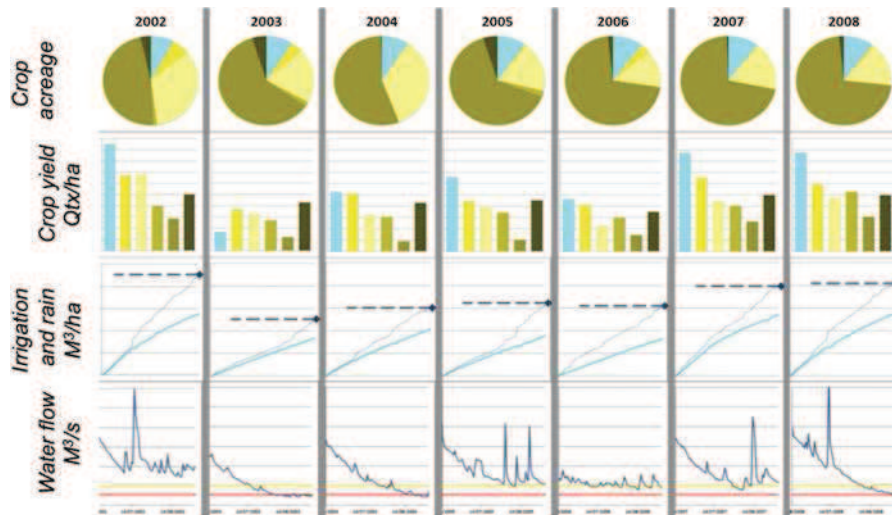 2002 2003 2004 2005 2006 2007 2008
Crop
acreage
Crop yield
Qtx/ha
Irrigation
and rain
M³/ha
Water flow
M³/s